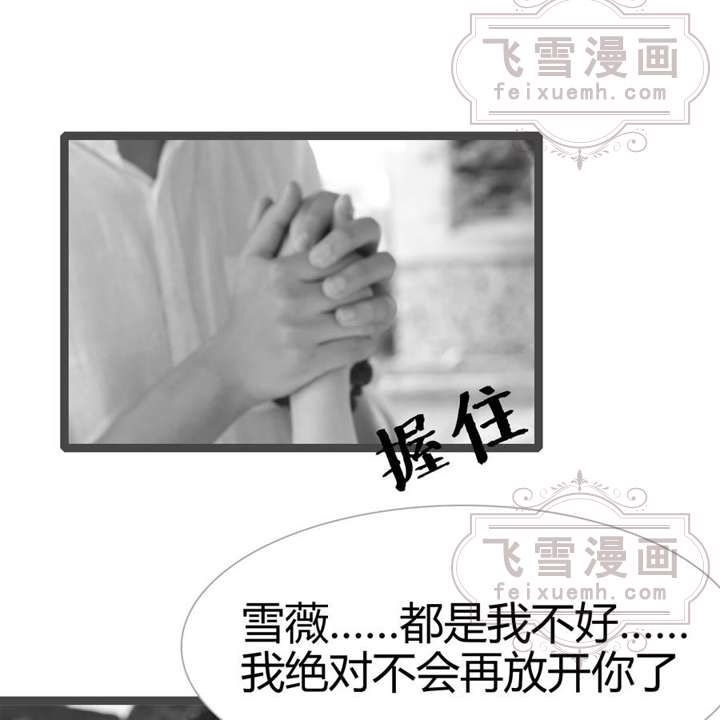 飞雪漫画
feixuemh.com
握住
飞雪漫画
feixuemh.com
雪薇......都是我不好......
我绝对不会再放开你了